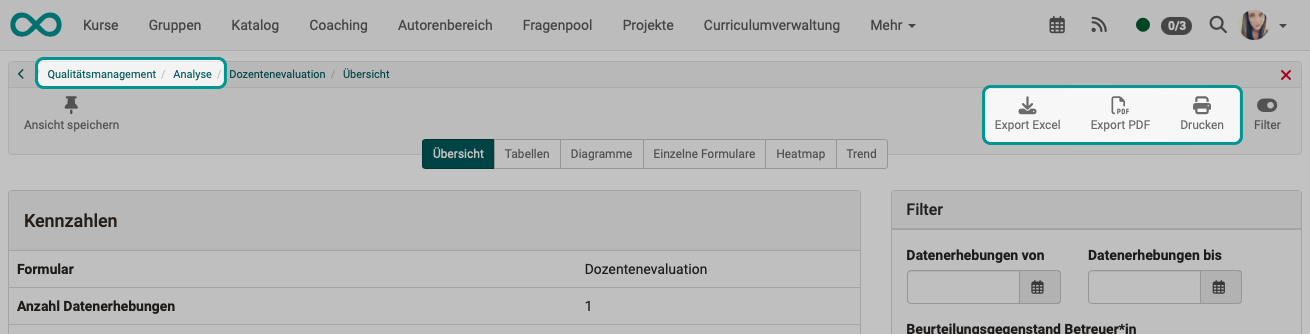 Kurse Gruppen Katalog Coaching Autorenbereich Fragenpool Projekte Curriculumverwaltung Mehr 0/3
Qualitätsmanagement / Analyse / Dozentenevaluation / Übersicht
Ansicht speichern Export Excel Export PDF Drucken Filter
Übersicht Tabellen Diagramme Einzelne Formulare Heatmap Trend
Kennzahlen
Formular Dozentenevaluation
Anzahl Datenerhebungen 1
Filter
Datenerhebungen von Datenerhebungen bis
Beurteilungsgegenstand Betreuer*in